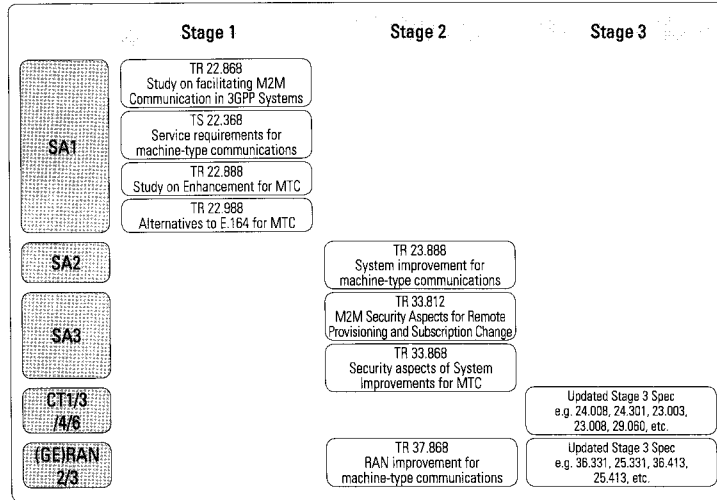 Stage 1
Stage 2
Stage 3
SA1
TR 22.868
Study on facilitating M2M
Communication in 3GPP Systems
TS 22.368
Service requirements for
machine-type communications
TR 22.888
Study on Enhancement for MTC
TR 22.988
Alternatives to E.164 for MTC
SA2
TR 23.888
System improvement for
machine-type communications
SA3
TR 33.812
M2M Security Aspects for Remote
Provisioning and Subscription Change
TR 33.868
Security aspects of System
Improvements for MTC
CT1/3
/4/6
Updated Stage 3 Spec
e.g. 24.008, 24.301, 23.003,
23.008, 29.060, etc.
(GE)RAN
2/3
TR 37.868
RAN improvement for
machine-type communications
Updated Stage 3 Spec
e.g. 36.331, 25.331, 36.413,
25.413, etc.